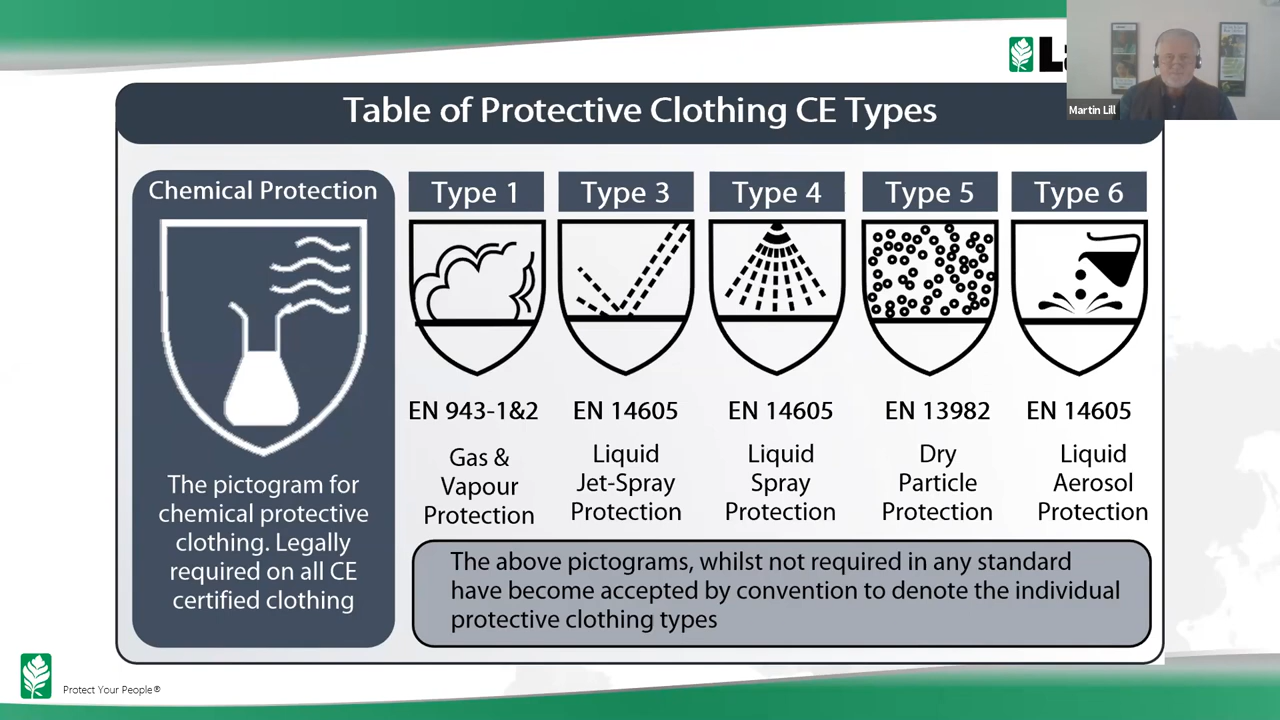 La
Martin Lill
Table of Protective Clothing CE Types
Chemical Protection
The pictogram for
chemical protective
clothing. Legally
required on all CE
certified clothing
Type 1
EN 943-1&2
Gas &
Vapour
Protection
Type 3
EN 14605
Liquid
Jet-Spray
Protection
Type 4
EN 14605
Liquid
Spray
Protection
Type 5
EN 13982
Dry
Particle
Protection
Type 6
EN 14605
Liquid
Aerosol
Protection
The above pictograms, whilst not required in any standard
have become accepted by convention to denote the individual
protective clothing types
Protect Your People®